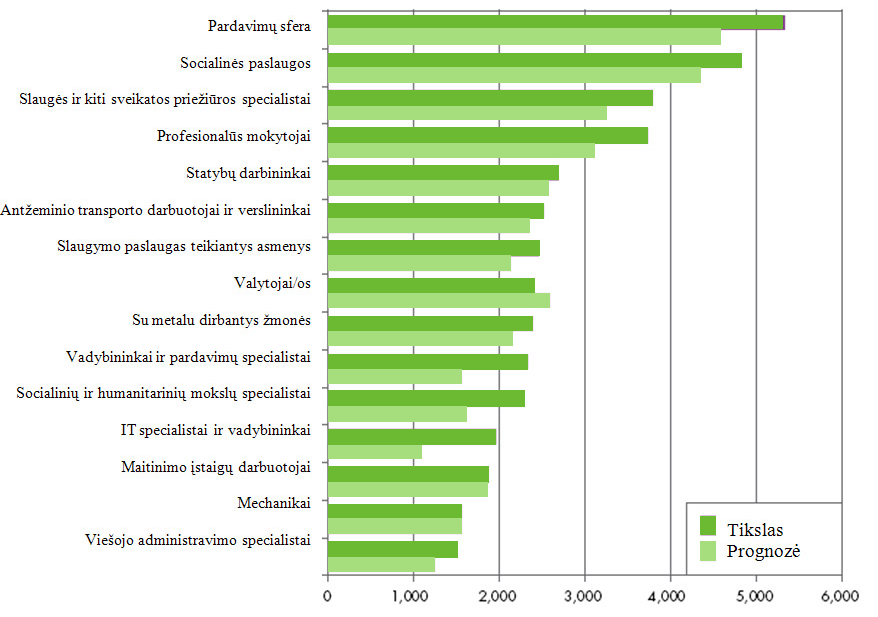 Pardavimų sfera
Socialinės paslaugos
Slaugės ir kiti sveikatos priežiūros specialistai
Profesionalūs mokytojai
Statybų darbininkai
Antžeminio transporto darbuotojai ir verslininkai
Slaugymo paslaugas teikiantys asmenys
Valytojai/os
Su metalu dirbantys žmonės
Vadybininkai ir pardavimų specialistai
Socialinių ir humanitarinių mokslų specialistai
IT specialistai ir vadybininkai
Maitinimo įstaigų darbuotojai
Mechanikai
Viešojo administravimo specialistai
Tikslas
Prognozė
0 1,000 2,000 3,000 4,000 5,000 6,000